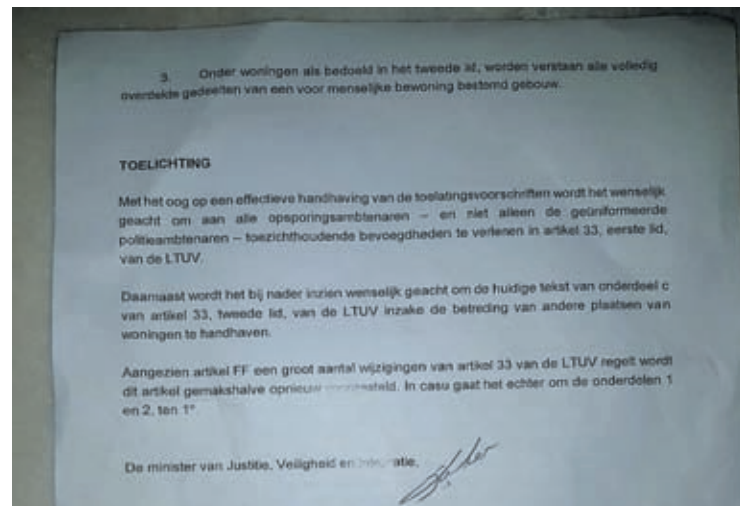 3. Onder woningen als bedoeld in het tweede lid, worden verstaan alle volledig
overdekte gedeelten van een voor menselijke bewoning bestemd gebouw.
TOELICHTING
Met het oog op een effectieve handhaving van de toelatingsvoorschriften wordt het wenselijk
geacht om aan alle opsporingsambtenaren – en niet alleen de geüniformeerde
politieambtenaren – toezichthoudende bevoegdheden te verlenen in artikel 33, eerste lid,
van de LTUV.
Daarnaast wordt het bij nader inzien wenselijk geacht om de huidige tekst van onderdeel c
van artikel 33, tweede lid, van de LTUV inzake de betreding van andere plaatsen van
woningen te handhaven.
Aangezien artikel FF een groot aantal wijzigingen van artikel 33 van de LTUV regelt wordt
dit artikel gemakshalve opnieuw. In casu gaat het echter om de onderdelen 1
en 2, ten 1°
De minister van Justitie, Veiligheid en